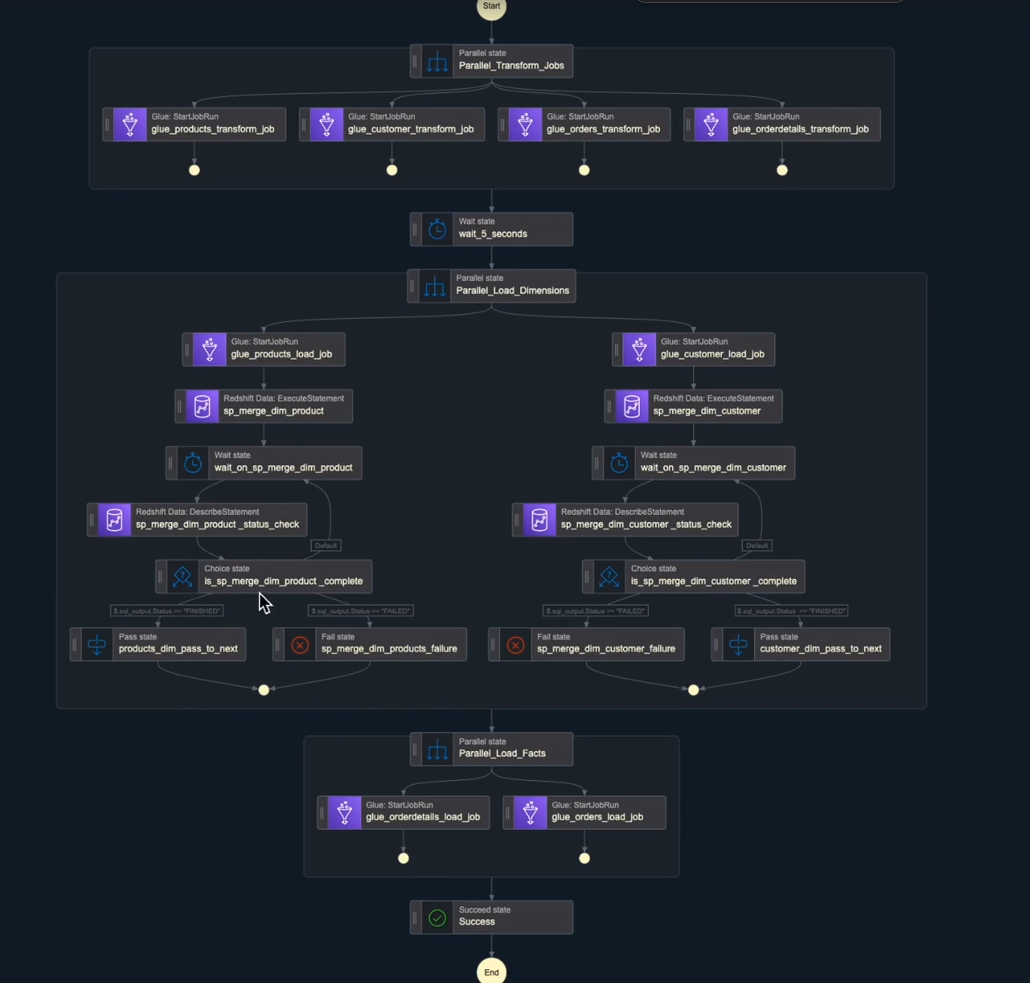 Start
Parallel state
Parallel_Transform_Jobs
Glue: StartJobRun
glue_products_transform_job
Glue: StartJobRun
glue_customer_transform_job
Glue: StartJobRun
glue_orders_transform_job
Glue: StartJobRun
glue_orderdetails_transform_job
Wait state
wait_5_seconds
Parallel state
Parallel_Load_Dimensions
Glue: StartJobRun
glue_products_load_job
Glue: StartJobRun
glue_customer_load_job
Redshift Data: ExecuteStatement
sp_merge_dim_product
Redshift Data: ExecuteStatement
sp_merge_dim_customer
Wait state
wait_on_sp_merge_dim_product
Wait state
wait_on_sp_merge_dim_customer
Redshift Data: DescribeStatement
sp_merge_dim_product _status_check
Redshift Data: DescribeStatement
sp_merge_dim_customer _status_check
Default
Default
Choice state
is_sp_merge_dim_product _complete
Choice state
is_sp_merge_dim_customer _complete
$.sql_output.Status == "FINISHED"
$.sql_output.Status == "FAILED"
$.sql_output.Status == "FAILED"
$.sql_output.Status == "FINISHED"
Pass state
products_dim_pass_to_next
Fail state
sp_merge_dim_products_failure
Fail state
sp_merge_dim_customer_failure
Pass state
customer_dim_pass_to_next
Parallel state
Parallel_Load_Facts
Glue: StartJobRun
glue_orderdetails_load_job
Glue: StartJobRun
glue_orders_load_job
Succeed state
Success
End